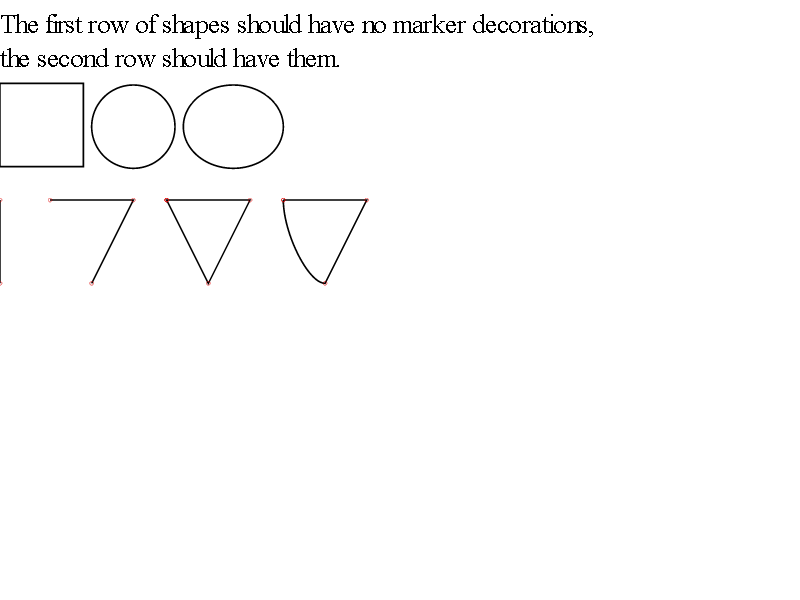 The first row of shapes should have no marker decorations,
the second row should have them.